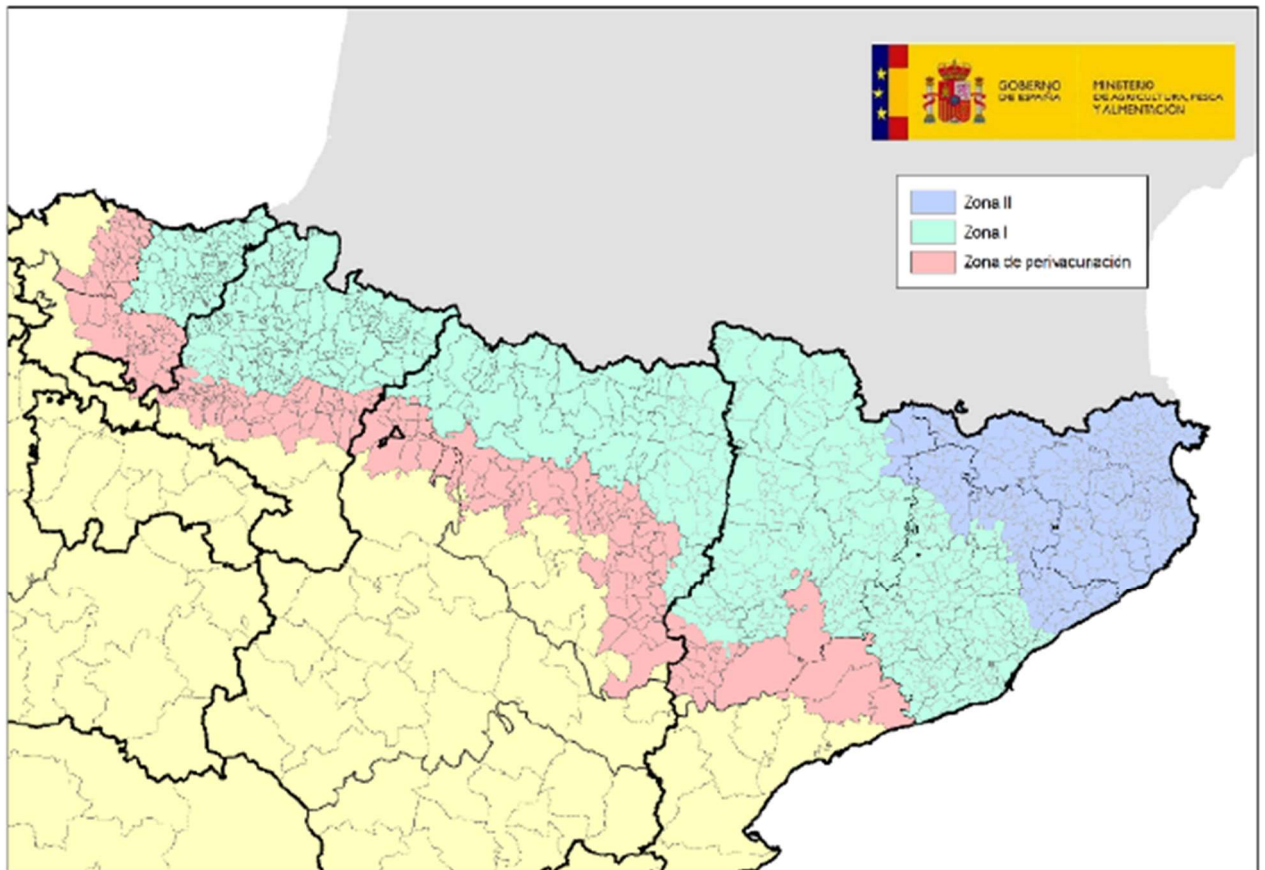 GOBIERNO
DE ESPAÑA
MINISTERIO
DE AGRICULTURA, PESCA
Y ALIMENTACIÓN
Zona II
Zona I
Zona de perivacunación